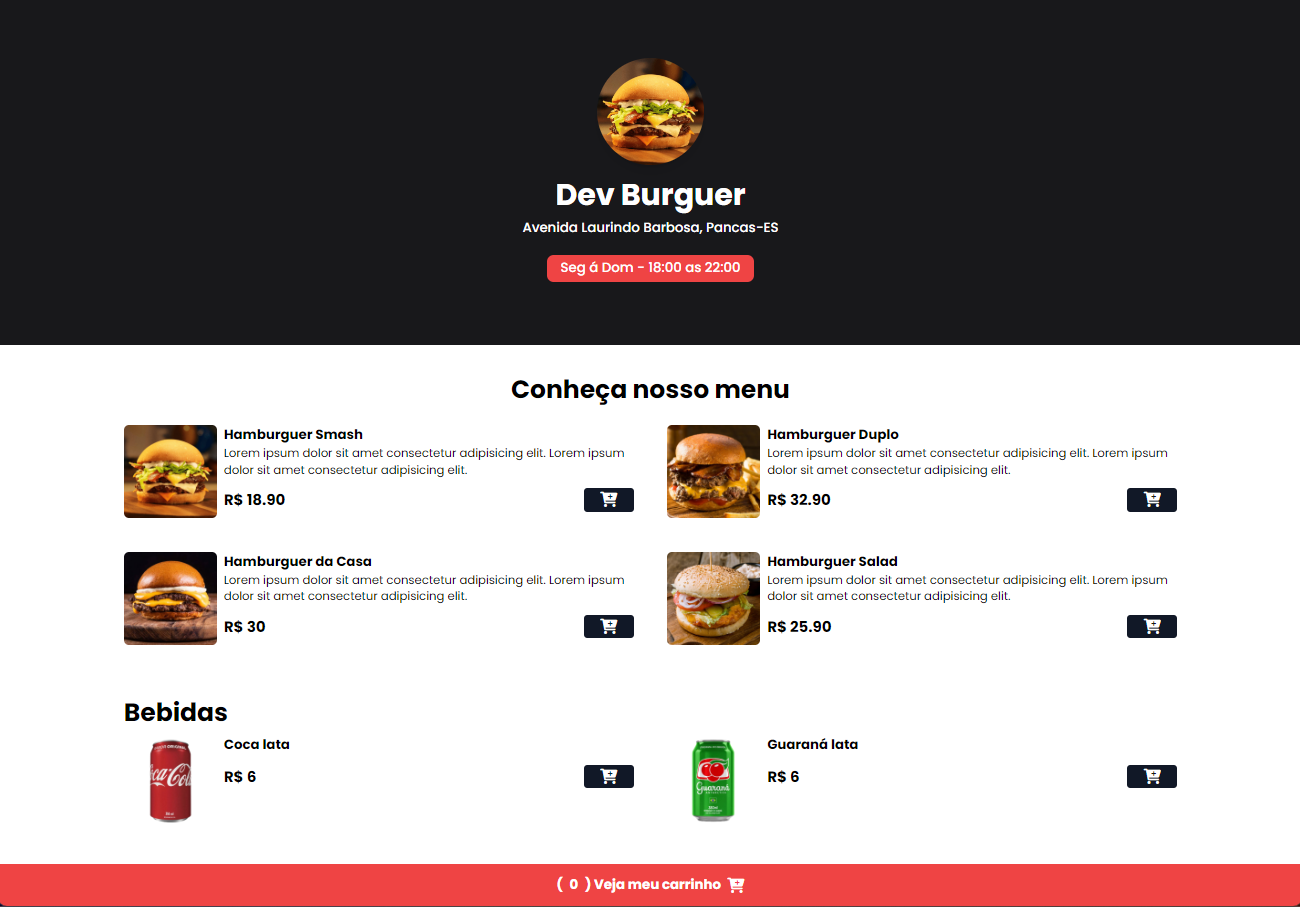 Dev Burguer
Avenida Laurindo Barbosa, Pancas-ES
Seg á Dom - 18:00 as 22:00
Conheça nosso menu
Hamburguer Smash
Lorem ipsum dolor sit amet consectetur adipisicing elit. Lorem ipsum
dolor sit amet consectetur adipisicing elit.
R$ 18.90
Hamburguer Duplo
Lorem ipsum dolor sit amet consectetur adipisicing elit. Lorem ipsum
dolor sit amet consectetur adipisicing elit.
R$ 32.90
Hamburguer da Casa
Lorem ipsum dolor sit amet consectetur adipisicing elit. Lorem ipsum
dolor sit amet consectetur adipisicing elit.
R$ 30
Hamburguer Salad
Lorem ipsum dolor sit amet consectetur adipisicing elit. Lorem ipsum
dolor sit amet consectetur adipisicing elit.
R$ 25.90
Bebidas
Coca lata
R$ 6
Guaraná lata
R$ 6
( 0 ) Veja meu carrinho